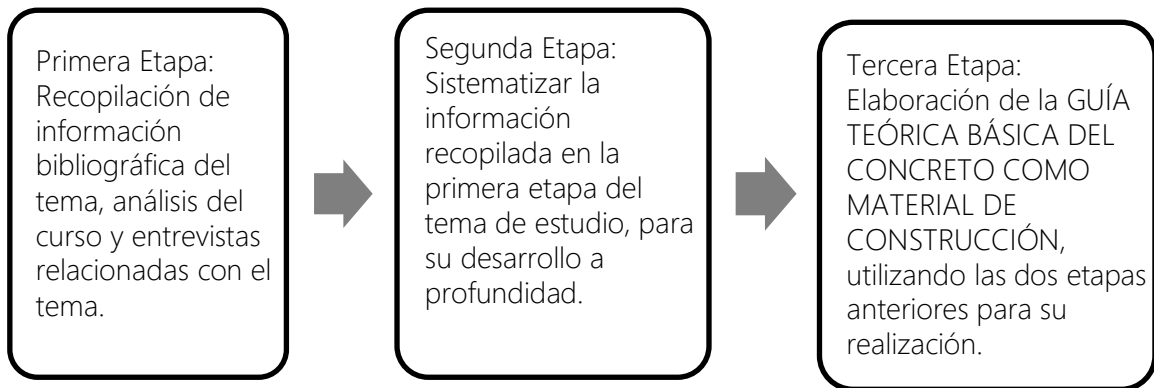 Primera Etapa:
Recopilación de
información
bibliográfica del
tema, análisis del
curso y entrevistas
relacionadas con el
tema.
Segunda Etapa:
Sistematizar la
información
recopilada en la
primera etapa del
tema de estudio, para
su desarrollo a
profundidad.
Tercera Etapa:
Elaboración de la GUÍA
TEÓRICA BÁSICA DEL
CONCRETO COMO
MATERIAL DE
CONSTRUCCIÓN,
utilizando las dos etapas
anteriores para su
realización.